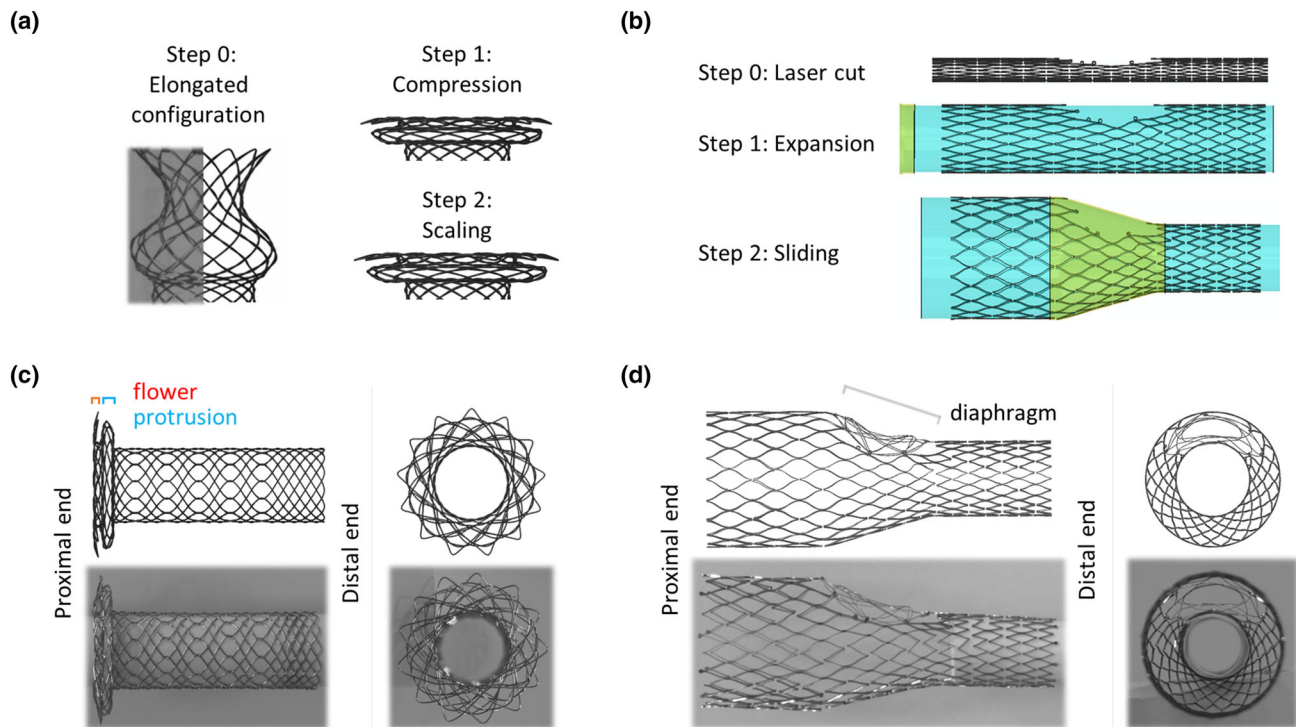 (a)
Step 0:
Elongated
configuration
Step 1:
Compression
Step 2:
Scaling
(b)
Step 0: Laser cut
Step 1: Expansion
Step 2: Sliding
(c)
flower
protrusion
Proximal end
Distal end
(d)
diaphragm
Proximal end
Distal end